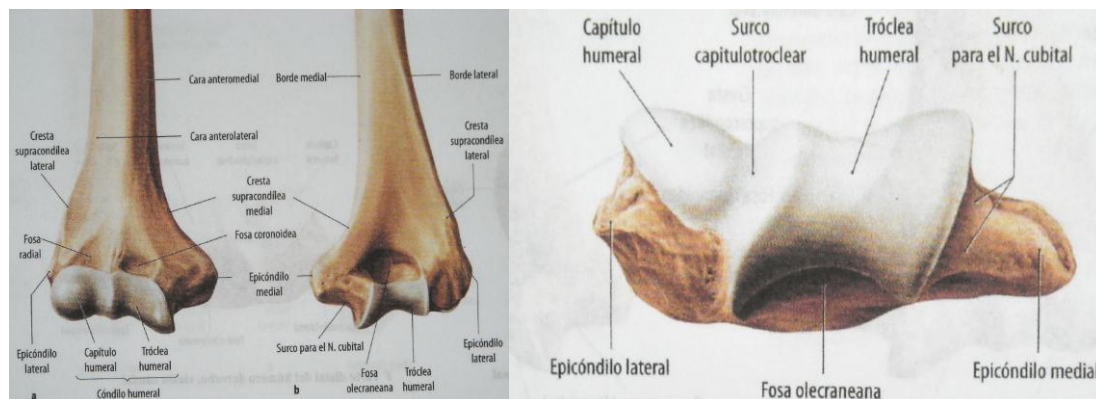 Cara anteromedial
Cara anterolateral
Cresta
supracondílea
lateral
Cresta
supracondílea
medial
Fosa
radial
Fosa coronoidea
Epicóndilo
medial
Epicóndilo
lateral
Capítulo
humeral
Tróclea
humeral
Cóndilo humeral
a
Borde medial
Borde lateral
Cresta
supracondílea
lateral
Surco para el N. cubital
Fosa
olecraneana
Tróclea
humeral
Epicóndilo
lateral
b
Capítulo
humeral
Surco
capitulotroclear
Tróclea
humeral
Surco
para el N. cubital
Epicóndilo lateral
Fosa olecraneana
Epicóndilo medial